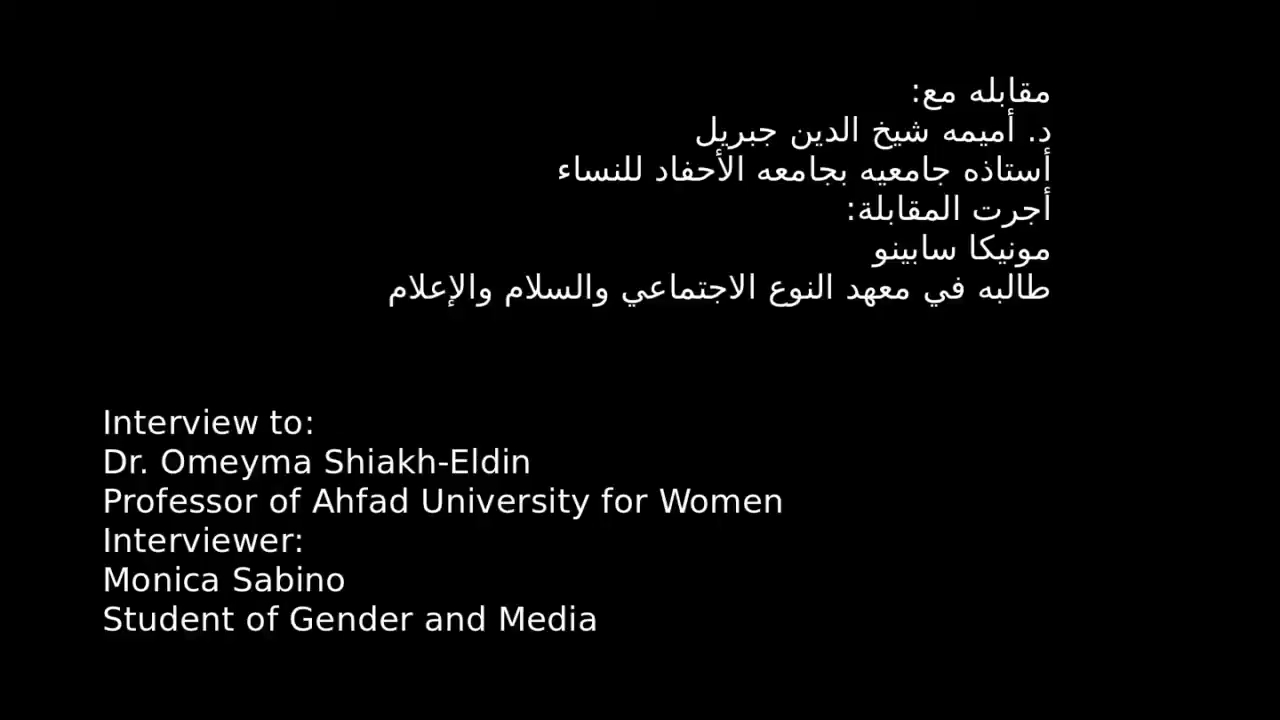 مقابله مع:
د. أميمه شيخ الدين جبريل
أستاذه جامعيه بجامعه الأحفاد للنساء
أجرت المقابلة:
مونيكا سابينو
طالبه في معهد النوع الاجتماعي والسلام والإعلام
Interview to:
Dr. Omeyma Shiakh-Eldin
Professor of Ahfad University for Women
Interviewer:
Monica Sabino
Student of Gender and Media